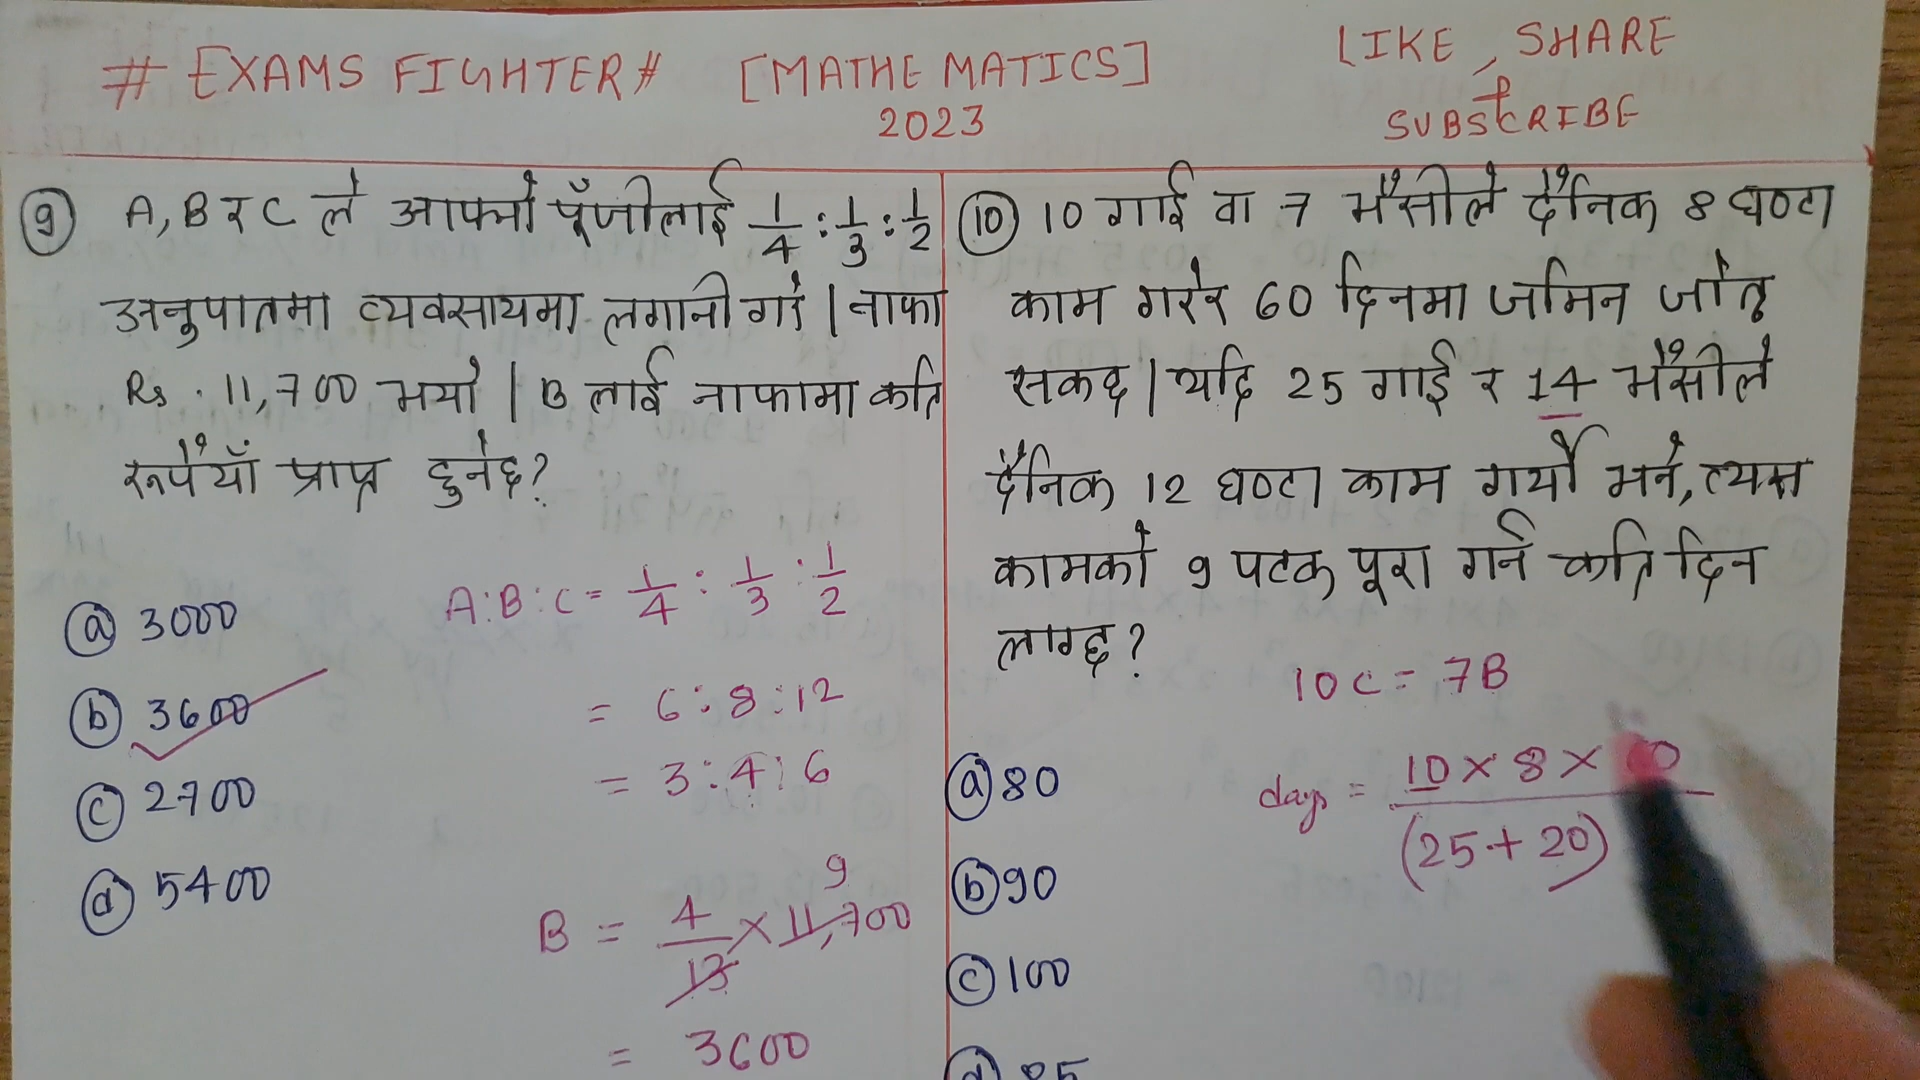 # EXAMS FIGHTER # [MATHEMATICS]
2023
LIKE, SHARE
&
SUBSCRIBE
9 A, B र C ले आफ्नो पूँजीलाई 1/4 : 1/3 : 1/2
अनुपातमा व्यवसायमा लगानी गरे । नाफा
Rs. 11,700 भयो । B लाई नाफामा कति
रूपैयाँ प्राप्त हुनेछ?
a 3000
b 3600
c 2700
d 5400
A:B:C = 1/4 : 1/3 : 1/2
= 6:8:12
= 3:4:6
B = 4/13 × 11,700
9
= 3600
10 10 गाई वा 7 भैंसीले दैनिक 8 घण्टा
काम गरेर 60 दिनमा जमिन जोत्न
सकछ । यदि 25 गाई र 14 भैंसीले
दैनिक 12 घण्टा काम गर्यो भने, त्यस
कामको 9 पटक पूरा गर्न कति दिन
लाग्छ?
10C = 7B
a 80
b 90
c 100
days = 10 × 8 ×
(25+20)